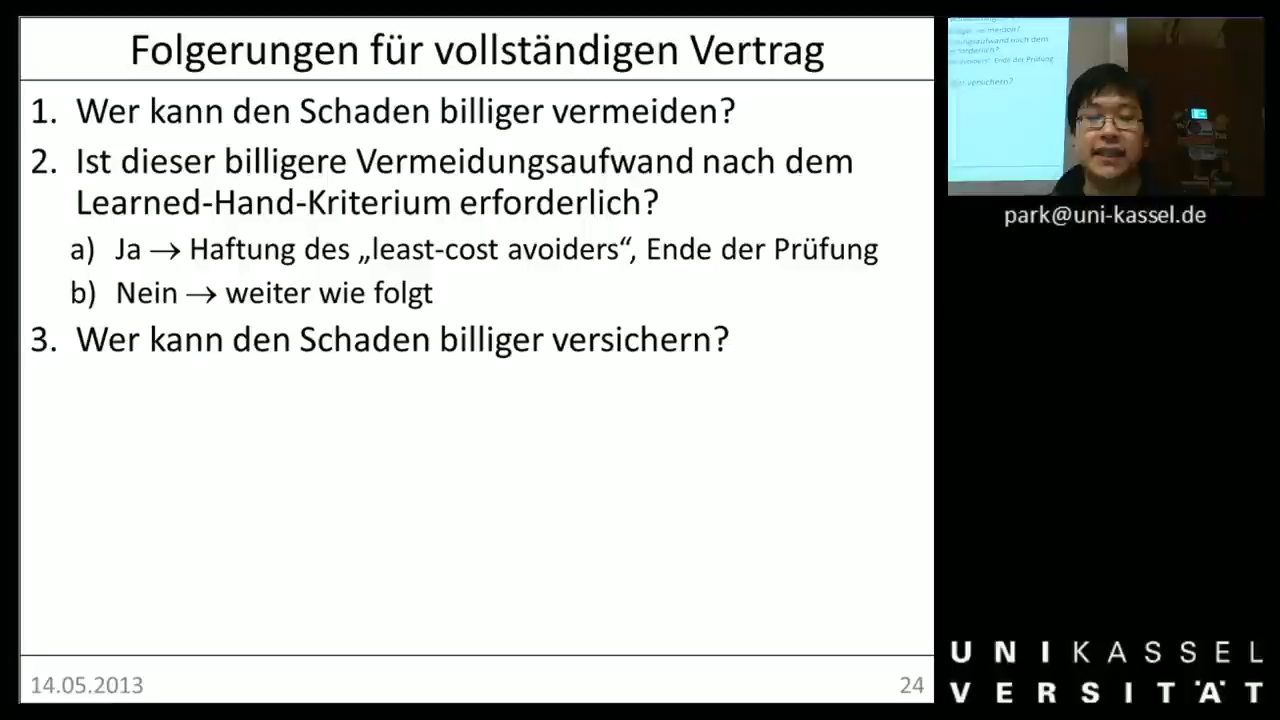 Folgerungen für vollständigen Vertrag
1. Wer kann den Schaden billiger vermeiden?
2. Ist dieser billigere Vermeidungsaufwand nach dem
Learned-Hand-Kriterium erforderlich?
a) Ja → Haftung des „least-cost avoiders“, Ende der Prüfung
b) Nein → weiter wie folgt
3. Wer kann den Schaden billiger versichern?
14.05.2013
24
park@uni-kassel.de
UNIKASSEL
VERSITÄT